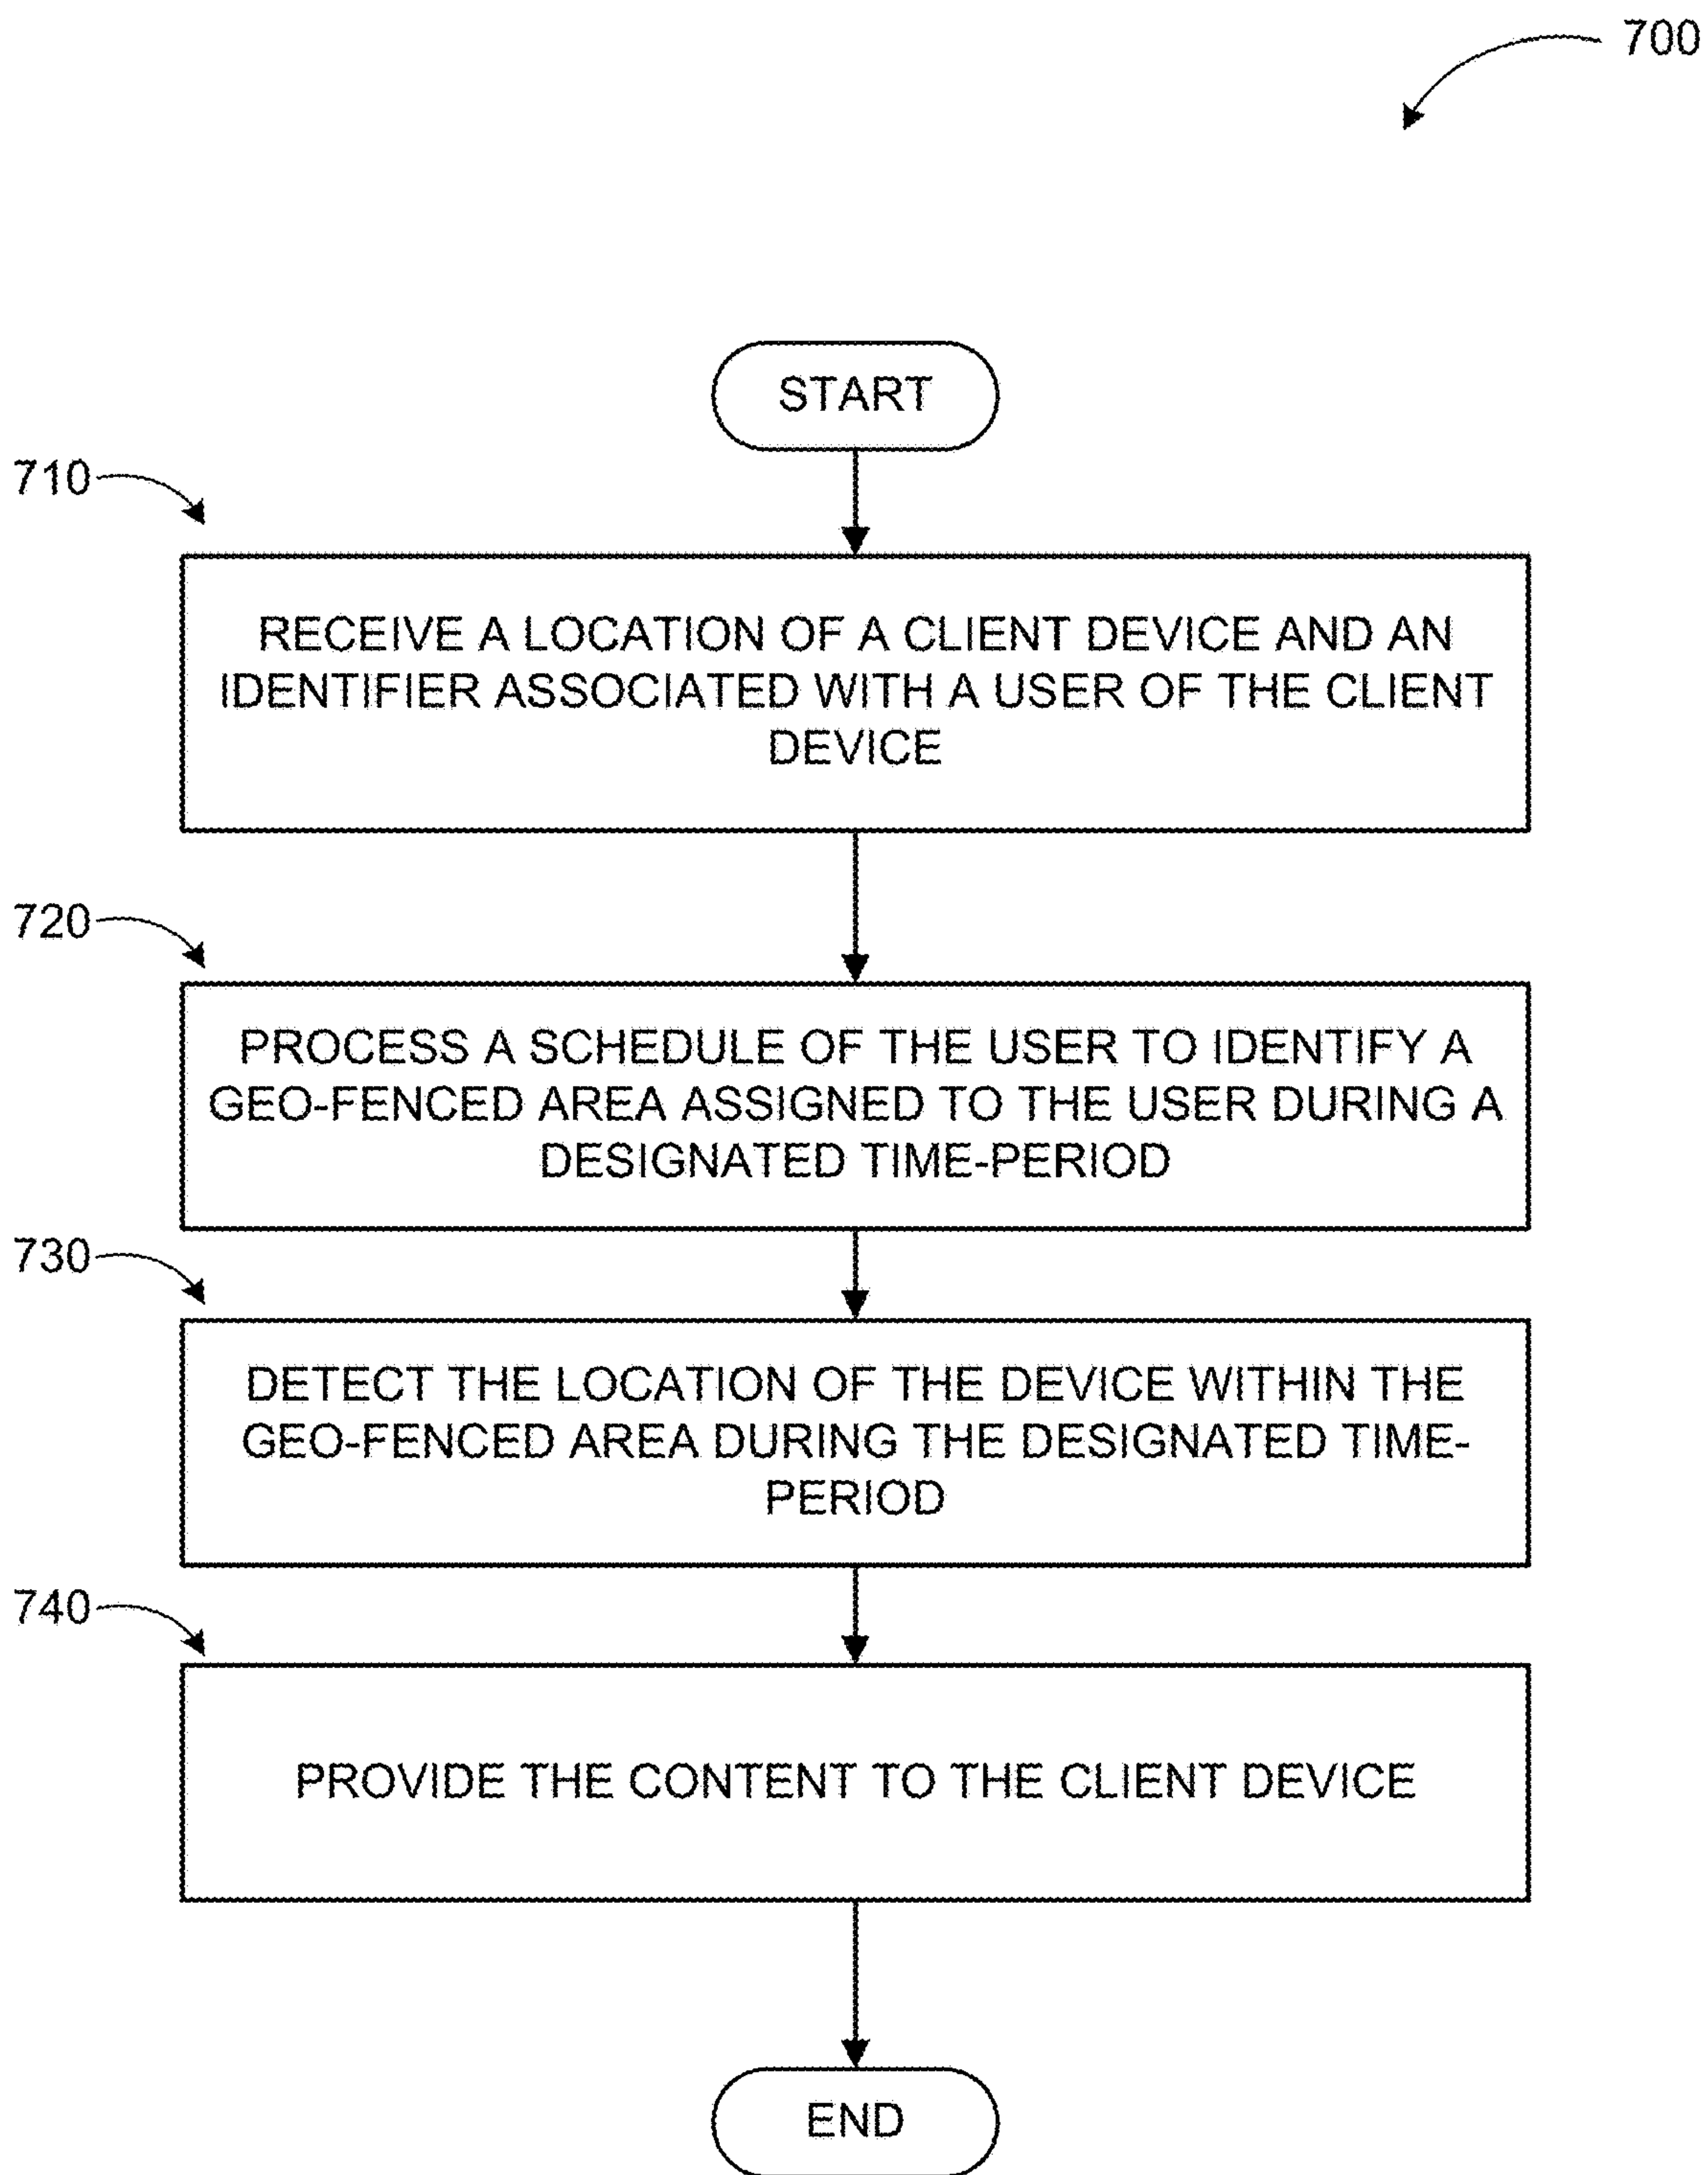 700
START
710
RECEIVE A LOCATION OF A CLIENT DEVICE AND AN
IDENTIFIER ASSOCIATED WITH A USER OF THE CLIENT
DEVICE
720
PROCESS A SCHEDULE OF THE USER TO IDENTIFY A
GEO-FENCED AREA ASSIGNED TO THE USER DURING A
DESIGNATED TIME-PERIOD
730
DETECT THE LOCATION OF THE DEVICE WITHIN THE
GEO-FENCED AREA DURING THE DESIGNATED TIME-
PERIOD
740
PROVIDE THE CONTENT TO THE CLIENT DEVICE
END